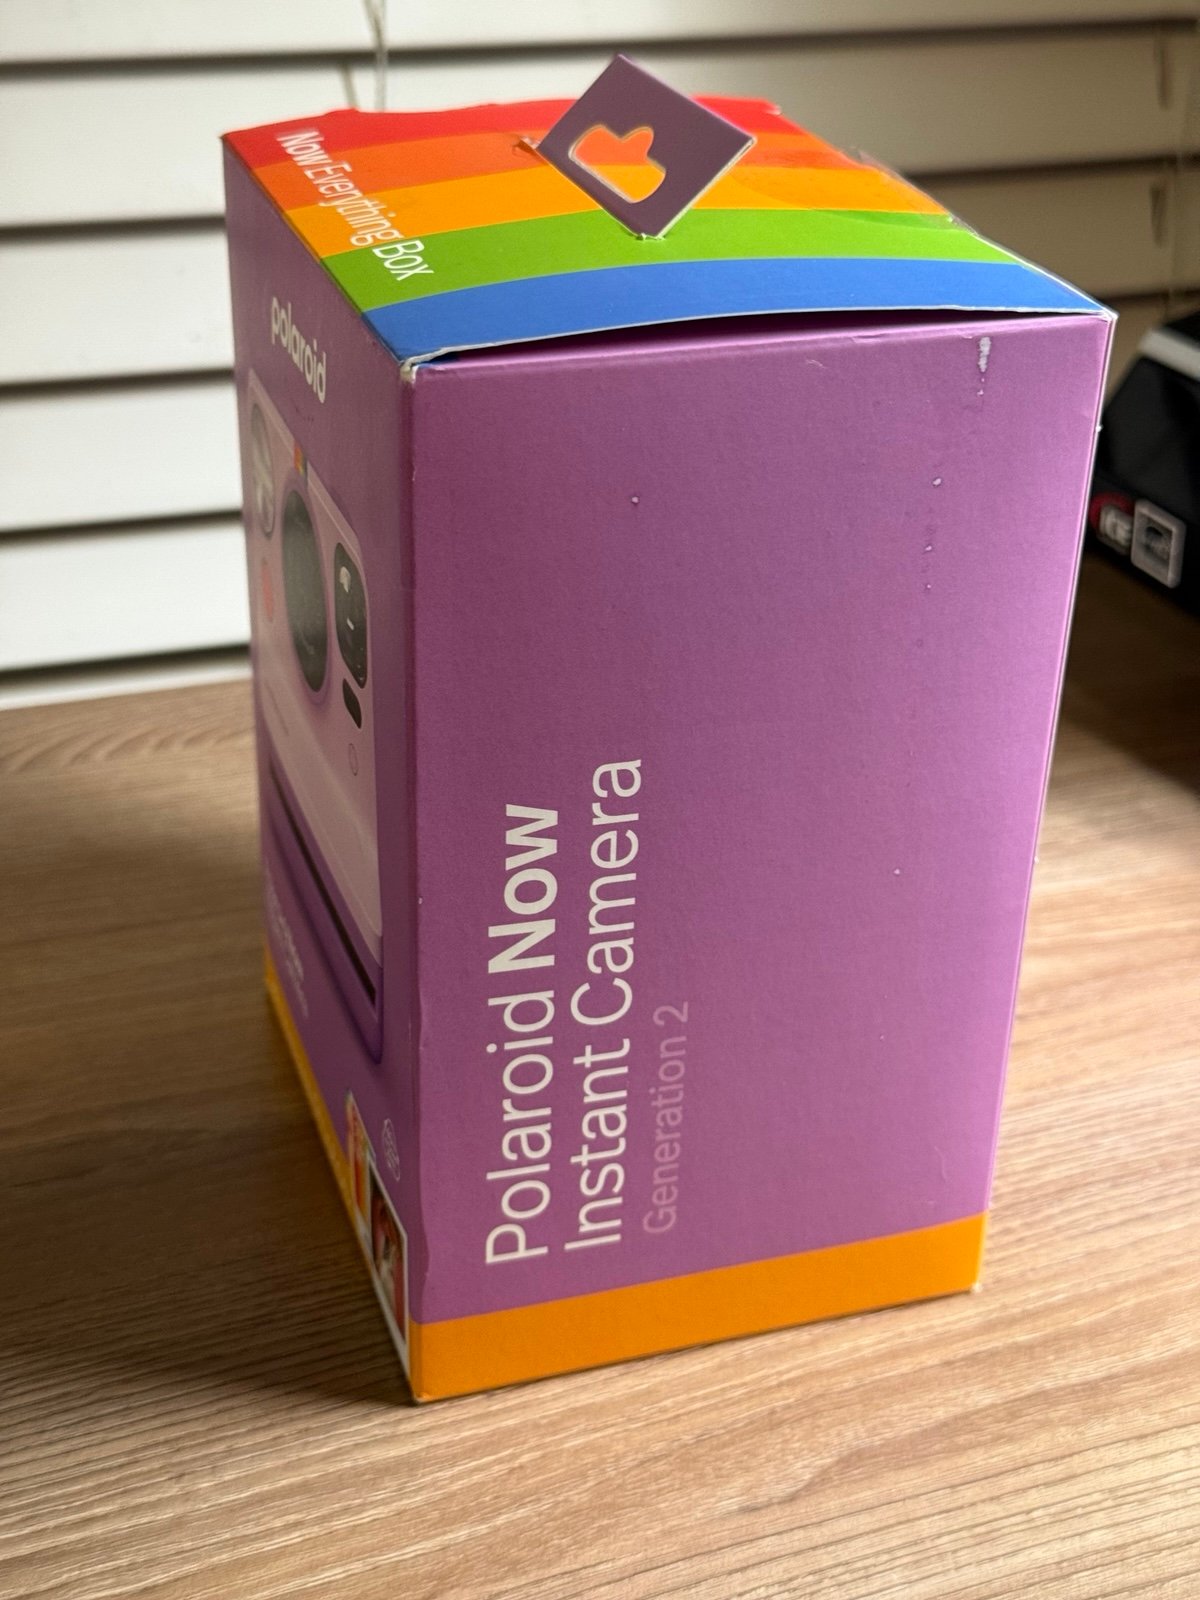 Now Everything Box
polaroid
Polaroid Now
Instant Camera
Generation 2